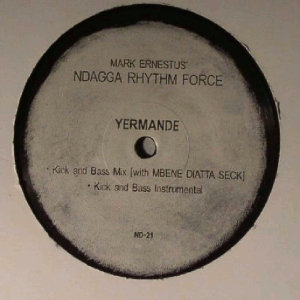 MARK ERNESTUS'
NDAGGA RHYTHM FORCE
YERMANDE
• Kick and Bass Mix [with MBENE DIATTA SECK]
• Kick and Bass Instrumental
ND-21